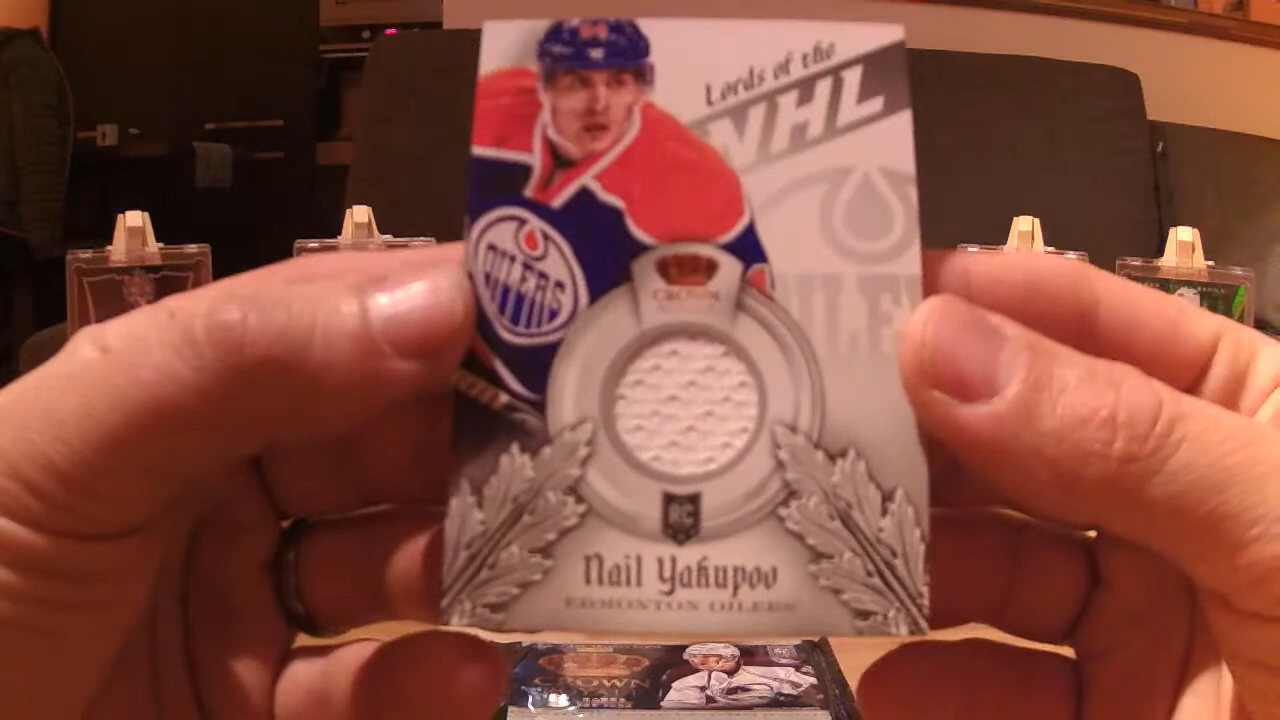 Lords of the
NHL
OILERS
CROWN
RC
Nail Yakupov
EDMONTON OILERS
CROWN